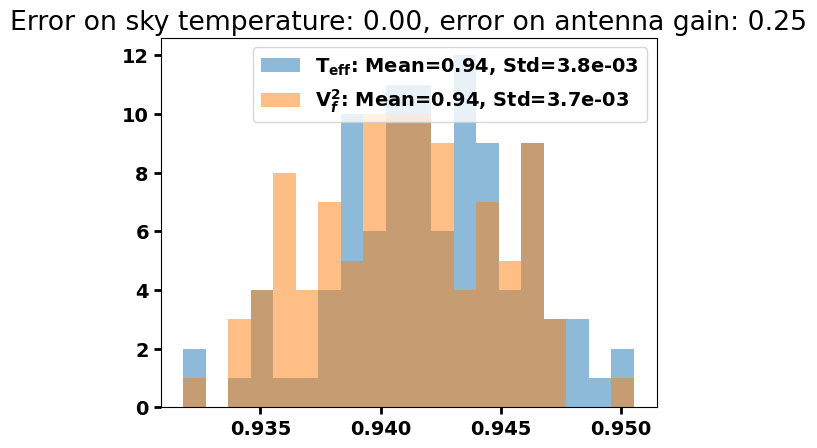 Error on sky temperature: 0.00, error on antenna gain: 0.25
12
10
8
6
4
2
0
T_eff: Mean=0.94, Std=3.8e-03
V_f^2: Mean=0.94, Std=3.7e-03
0.935 0.940 0.945 0.950